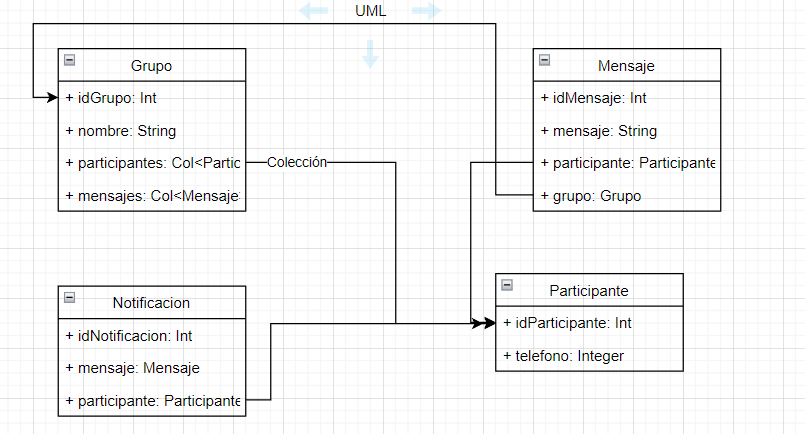 UML
Grupo
+ idGrupo: Int
+ nombre: String
+ participantes: Col<Partic
+ mensajes: Col<Mensaje>
Colección
Mensaje
+ idMensaje: Int
+ mensaje: String
+ participante: Participante
+ grupo: Grupo
Notificacion
+ idNotificacion: Int
+ mensaje: Mensaje
+ participante: Participante
Participante
+ idParticipante: Int
+ telefono: Integer